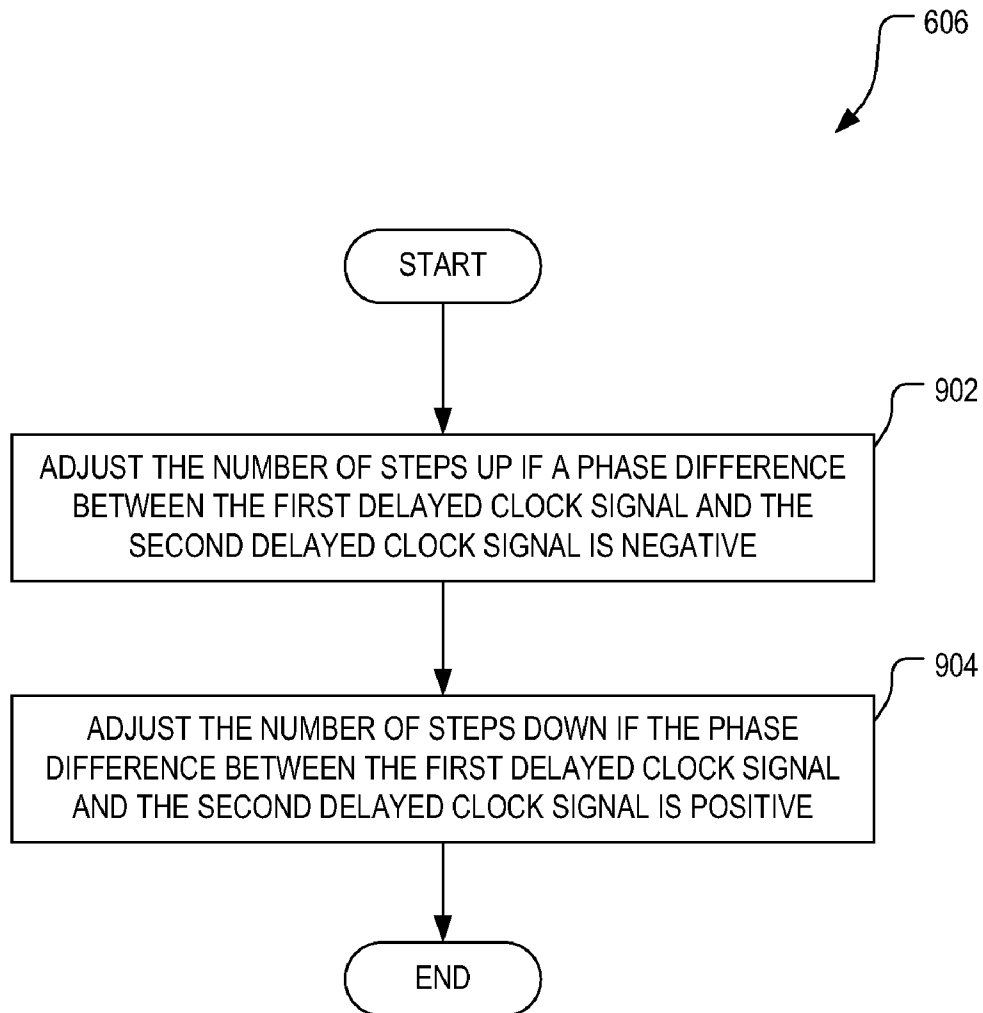 606
START
902
ADJUST THE NUMBER OF STEPS UP IF A PHASE DIFFERENCE
BETWEEN THE FIRST DELAYED CLOCK SIGNAL AND THE
SECOND DELAYED CLOCK SIGNAL IS NEGATIVE
904
ADJUST THE NUMBER OF STEPS DOWN IF THE PHASE
DIFFERENCE BETWEEN THE FIRST DELAYED CLOCK SIGNAL
AND THE SECOND DELAYED CLOCK SIGNAL IS POSITIVE
END